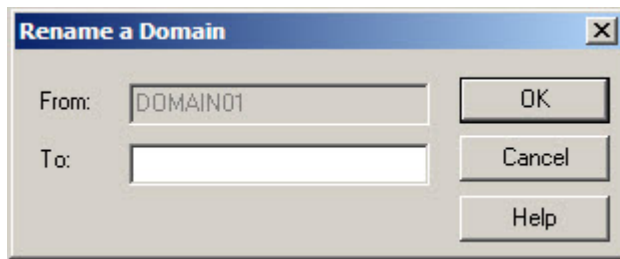 Rename a Domain
From: DOMAIN01
OK
To:
Cancel
Help